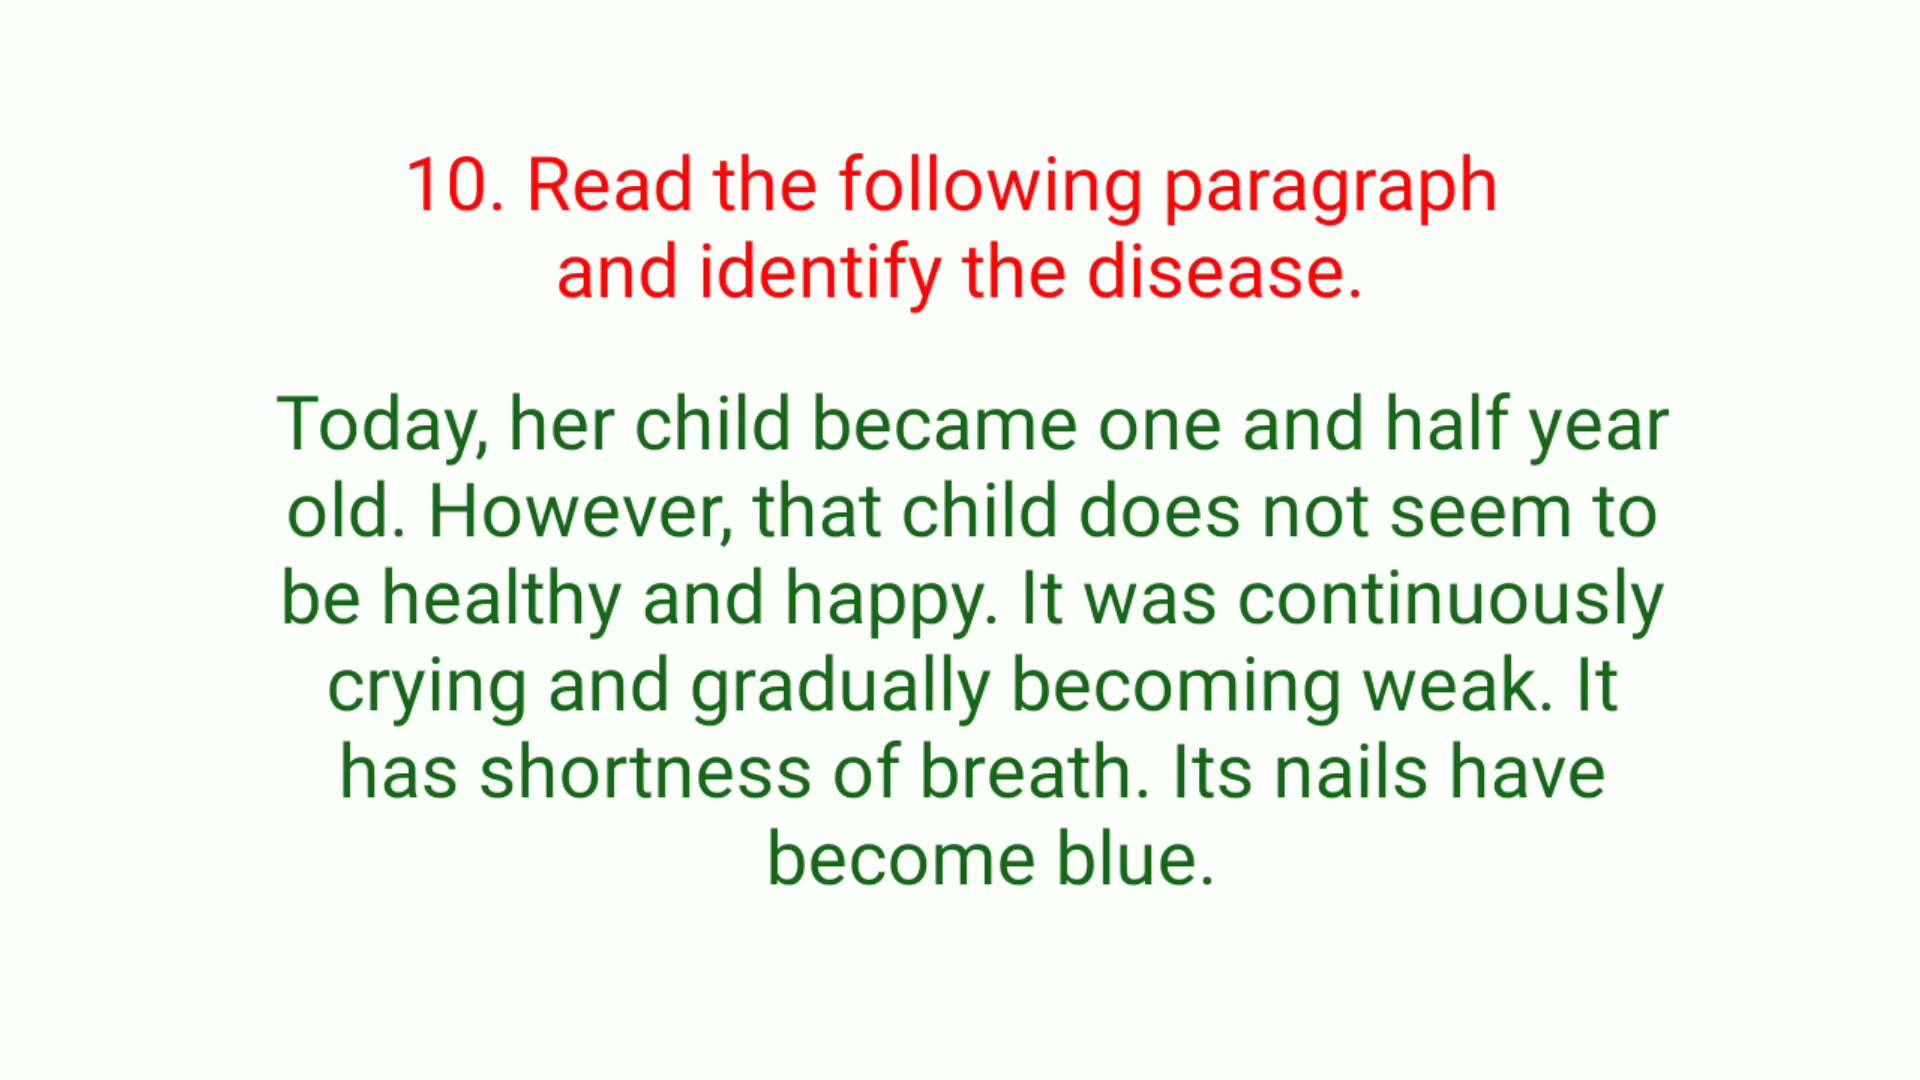 10. Read the following paragraph
and identify the disease.
Today, her child became one and half year
old. However, that child does not seem to
be healthy and happy. It was continuously
crying and gradually becoming weak. It
has shortness of breath. Its nails have
become blue.